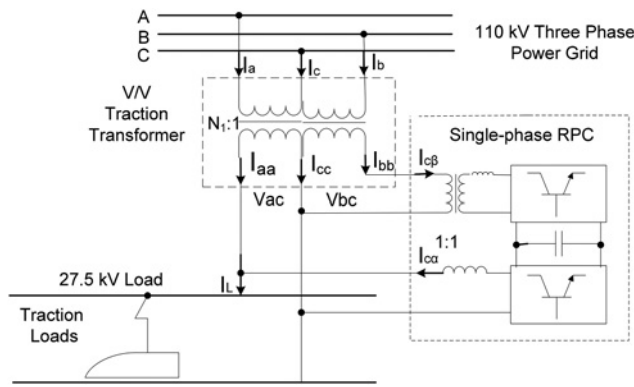 A
B
C
110 kV Three Phase
Power Grid
Ia
Ic
Ib
V/V
Traction
Transformer
N1:1
Single-phase RPC
Iaa
Icc
Ibb
Icβ
Vac
Vbc
1:1
Icα
27.5 kV Load
IL
Traction
Loads